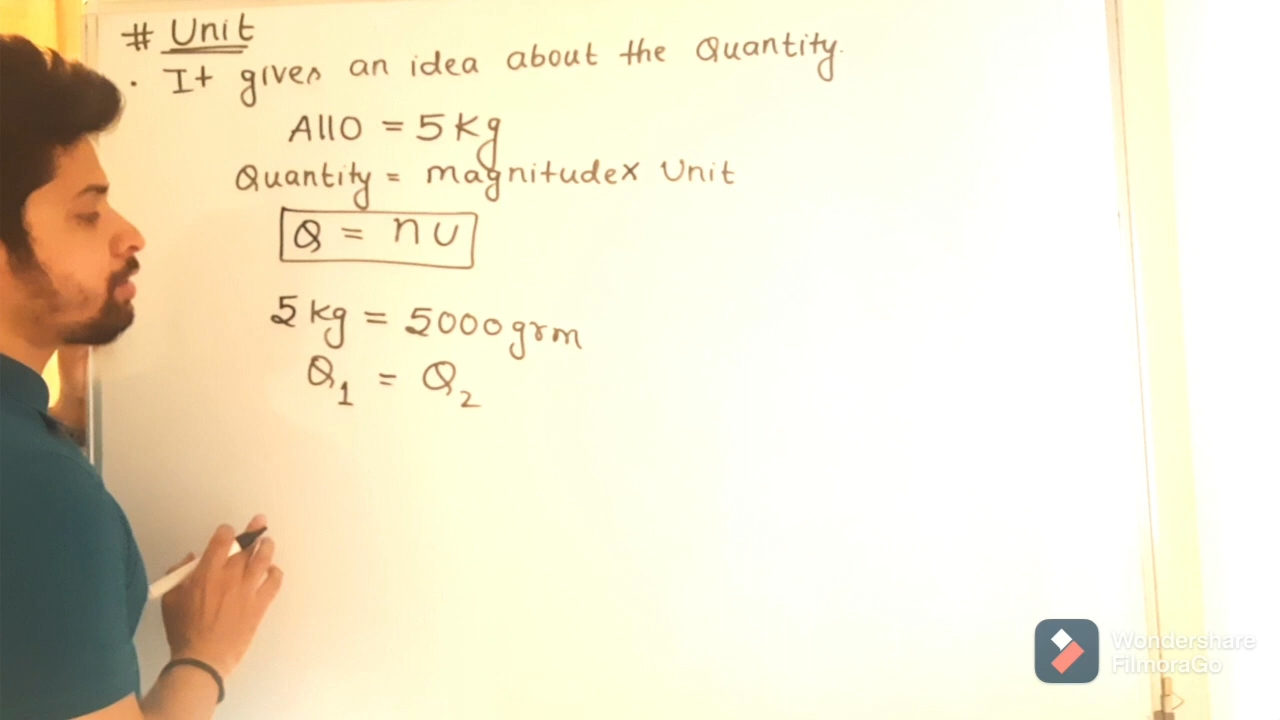 # Unit
· It gives an idea about the Quantity.
Allo = 5 Kg
Quantity = magnitude x Unit
Q = n U
5 kg = 5000 grm
Q1 = Q2
Wondershare
FilmoraGo